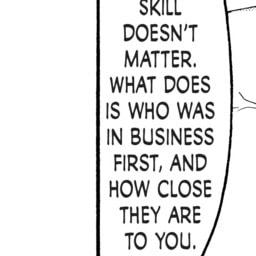 SKILL
DOESN'T
MATTER.
WHAT DOES
IS WHO WAS
IN BUSINESS
FIRST, AND
HOW CLOSE
THEY ARE
TO YOU.